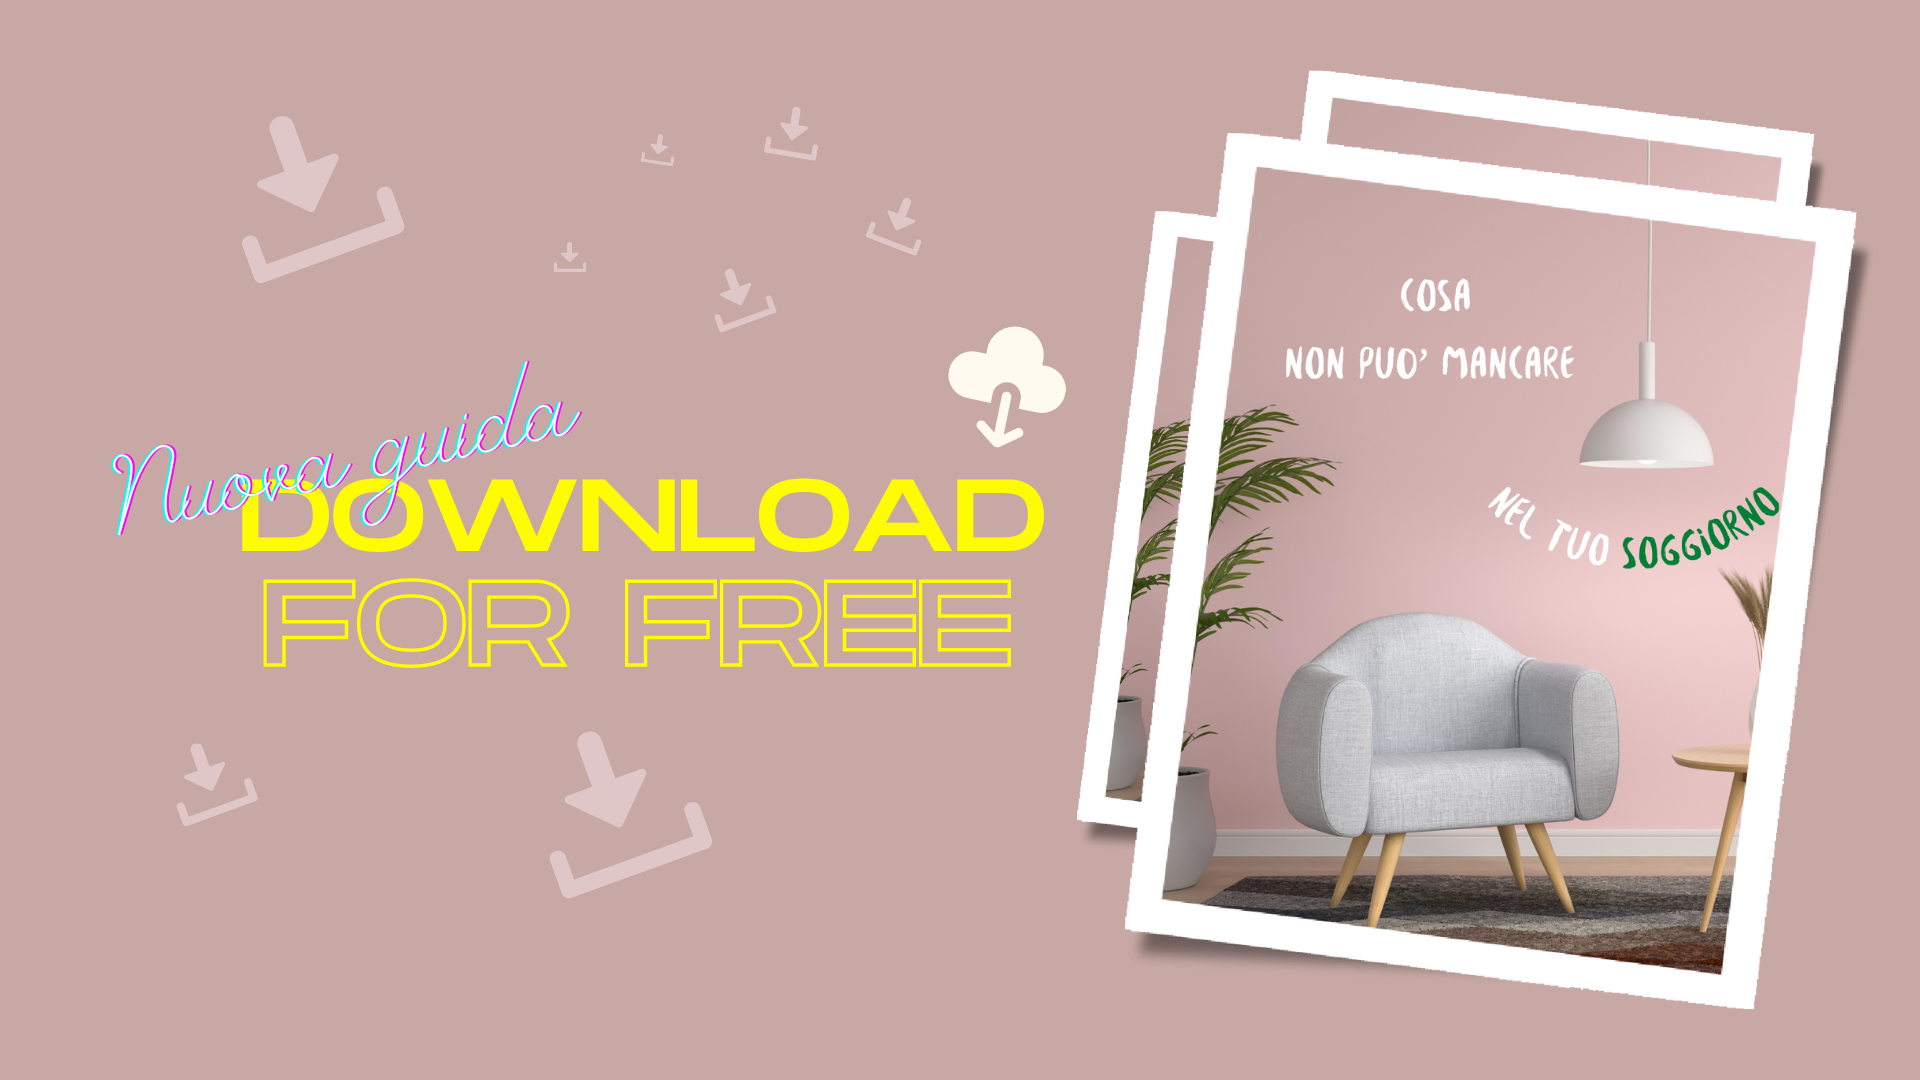 Nuova guida
DOWNLOAD
FOR FREE
COSA
NON PUO' MANCARE
NEL TUO SOGGiORNO